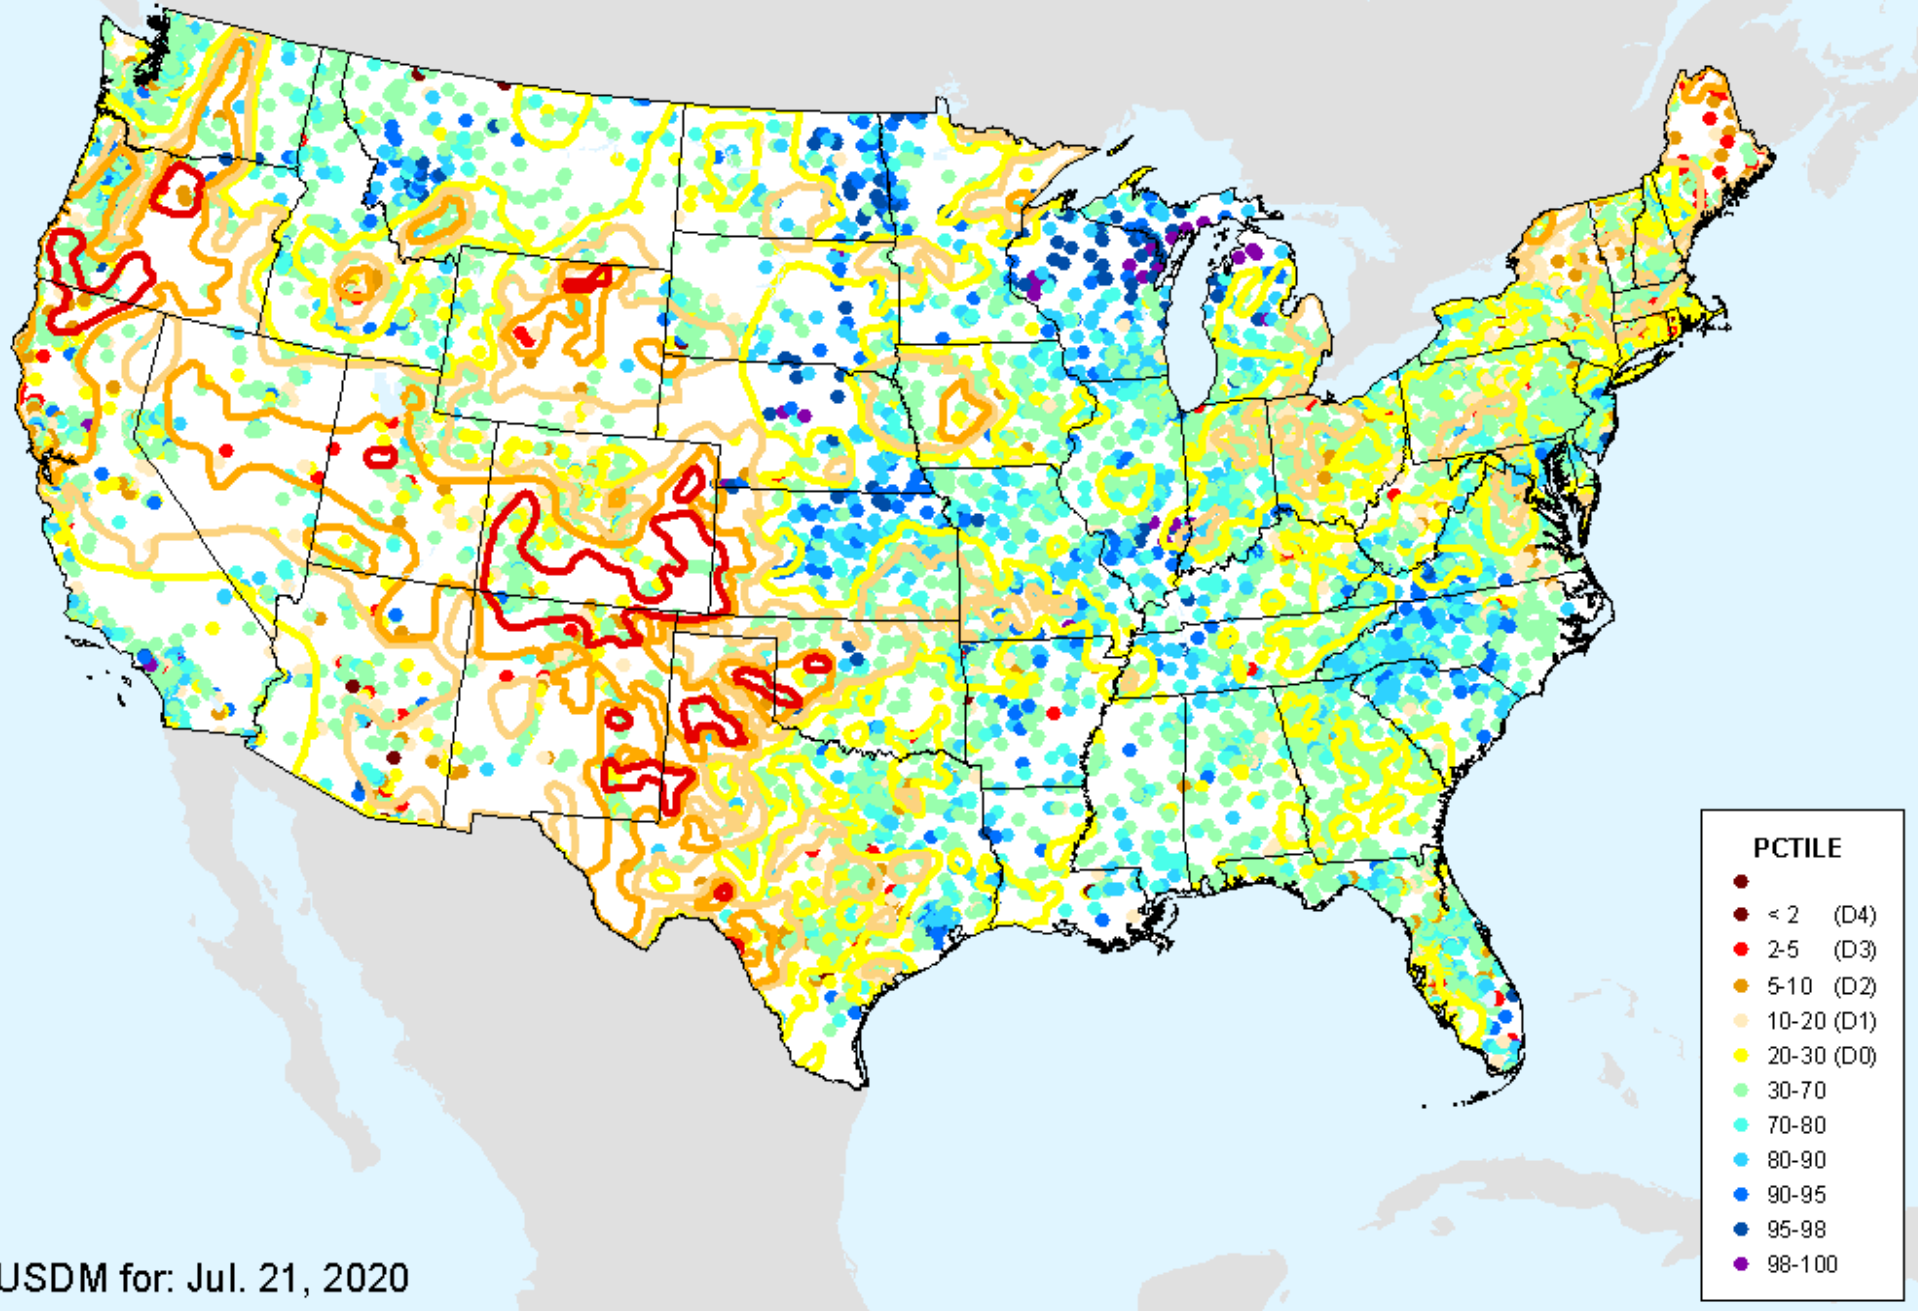 PCTILE
< 2 (D4)
2-5 (D3)
5-10 (D2)
10-20 (D1)
20-30 (D0)
30-70
70-80
80-90
90-95
95-98
98-100
USDM for: Jul. 21, 2020